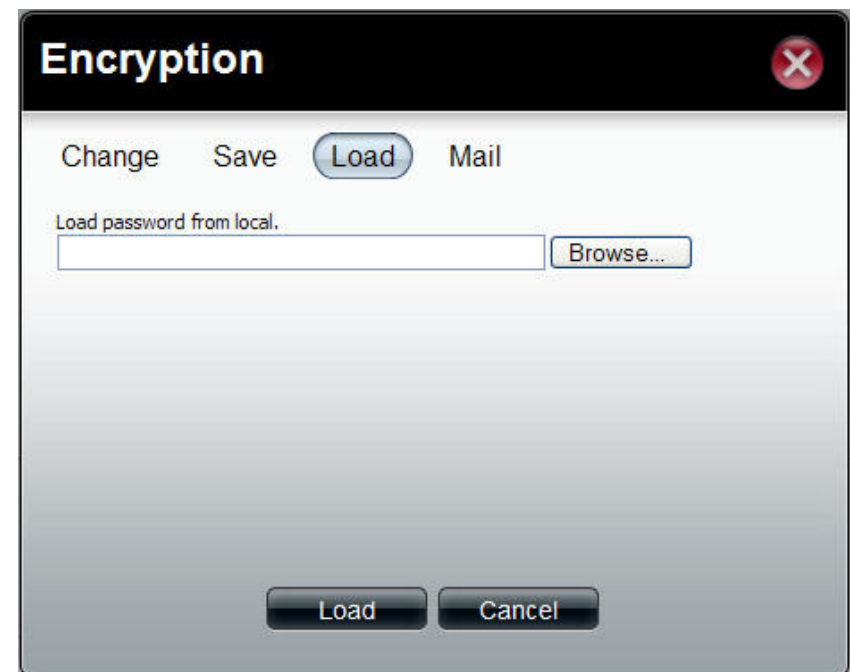 Encryption
Change Save Load Mail
Load password from local.
Browse...
Load Cancel